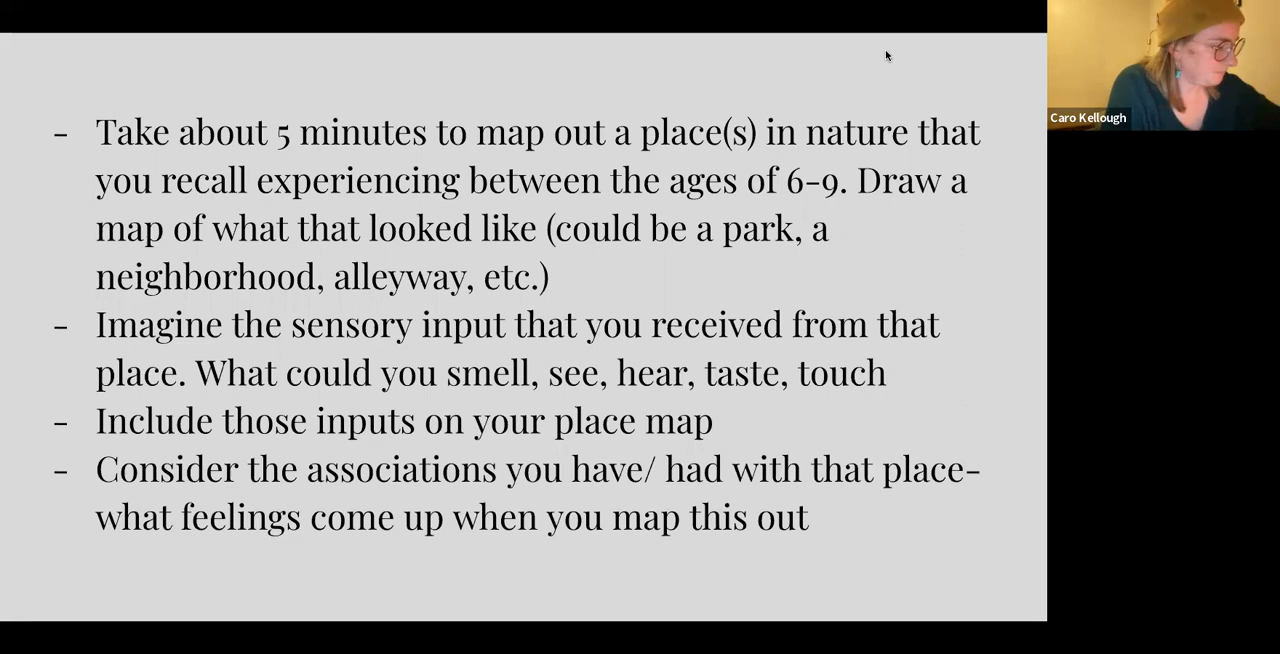 - Take about 5 minutes to map out a place(s) in nature that
you recall experiencing between the ages of 6-9. Draw a
map of what that looked like (could be a park, a
neighborhood, alleyway, etc.)
- Imagine the sensory input that you received from that
place. What could you smell, see, hear, taste, touch
- Include those inputs on your place map
- Consider the associations you have/ had with that place-
what feelings come up when you map this out
Caro Kellough